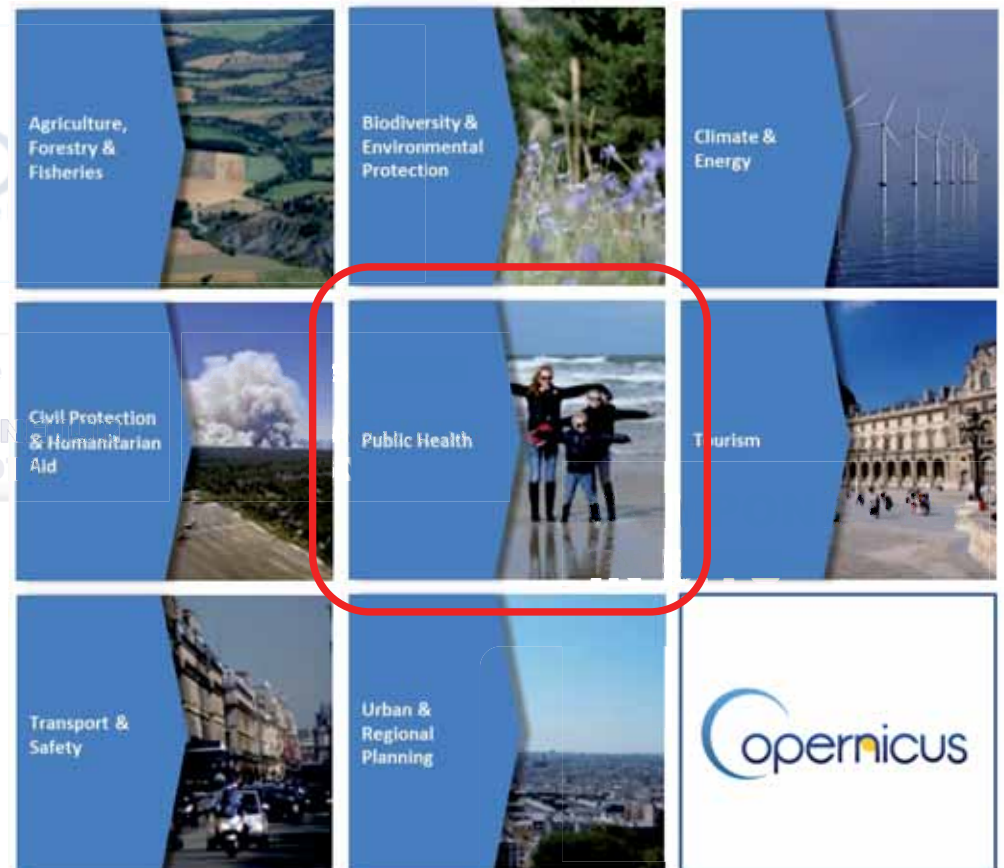 Agriculture,
Forestry &
Fisheries
Biodiversity &
Environmental
Protection
Climate &
Energy
Civil Protection
& Humanitarian
Aid
Public Health
Tourism
Transport &
Safety
Urban &
Regional
Planning
Copernicus